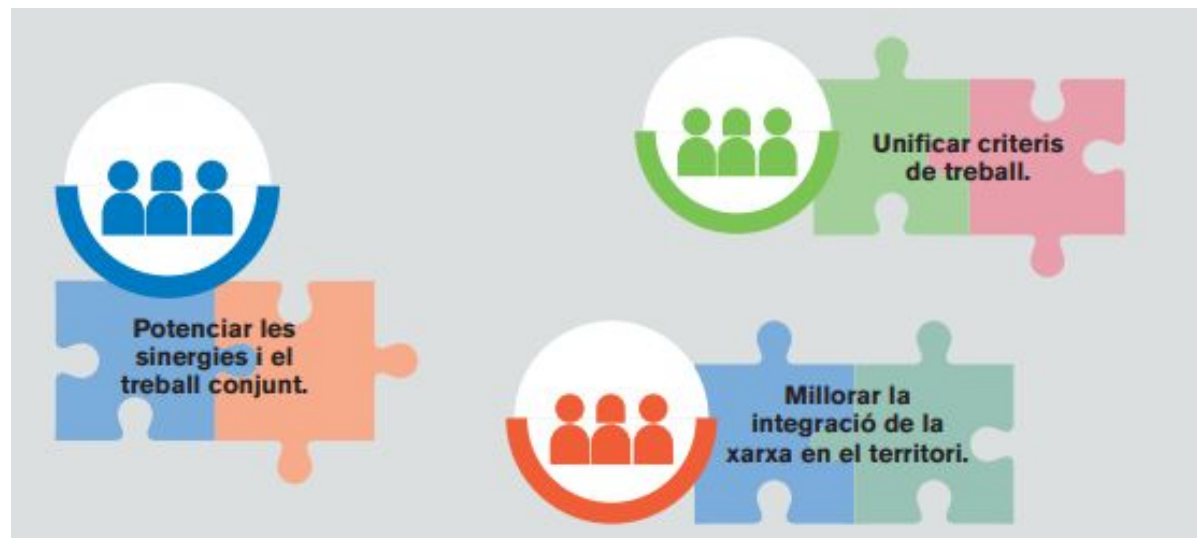 Potenciar les
sinergies i el
treball conjunt.
Unificar criteris
de treball.
Millorar la
integració de la
xarxa en el territori.